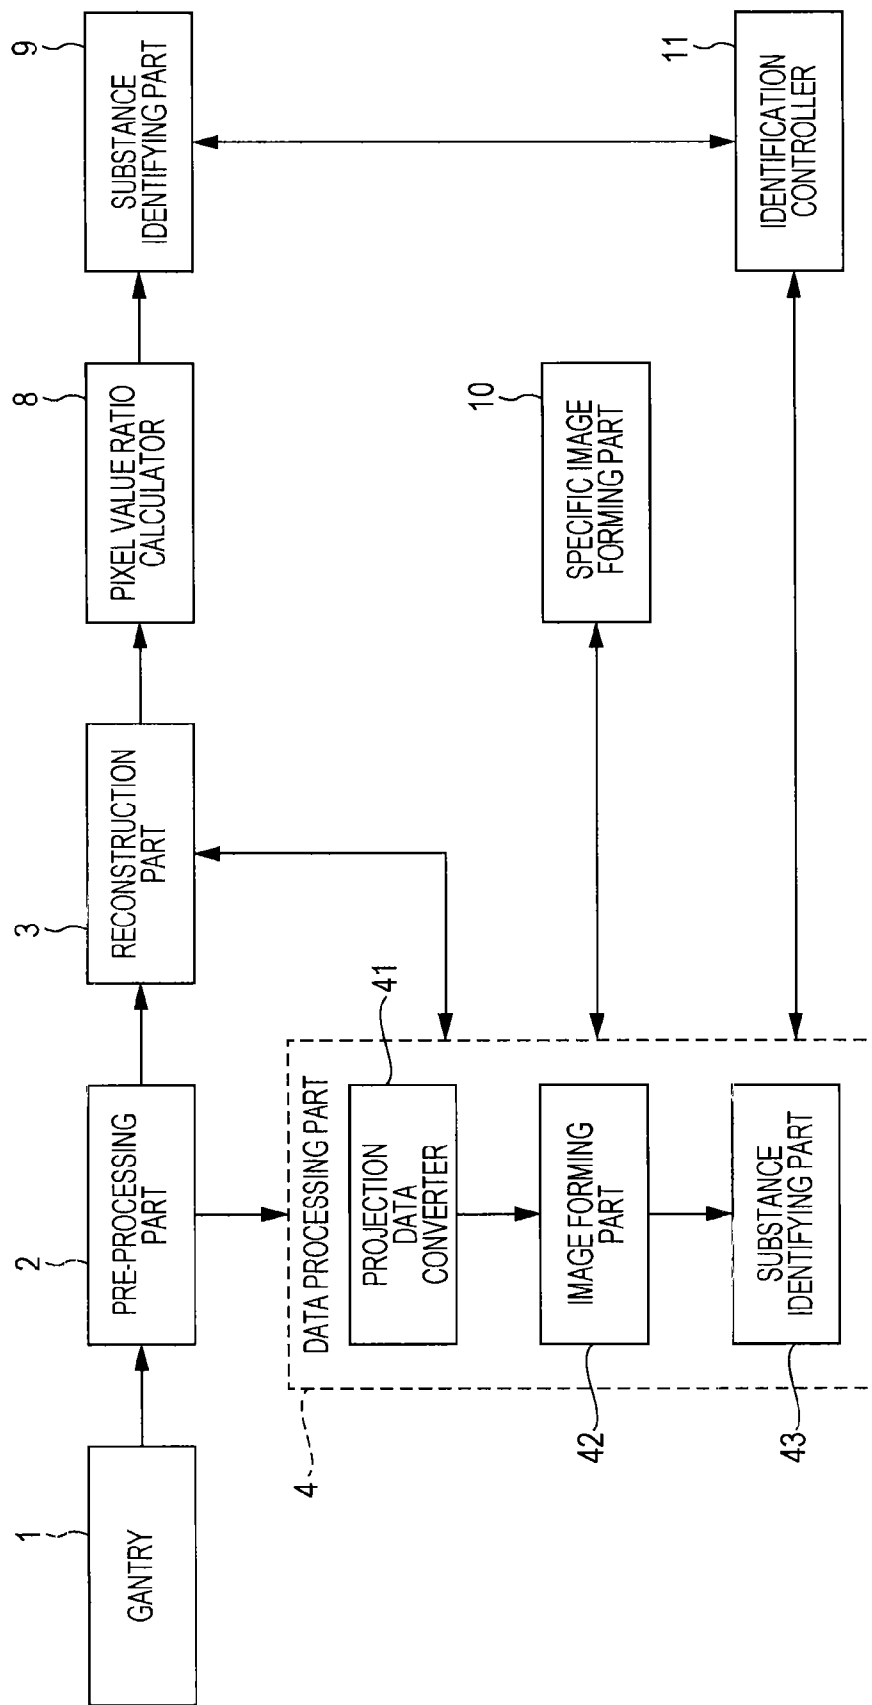 1
GANTRY
2
PRE-PROCESSING
PART
3
RECONSTRUCTION
PART
8
PIXEL VALUE RATIO
CALCULATOR
9
SUBSTANCE
IDENTIFYING PART
4
DATA PROCESSING PART
41
PROJECTION
DATA
CONVERTER
42
IMAGE FORMING
PART
43
SUBSTANCE
IDENTIFYING PART
10
SPECIFIC IMAGE
FORMING PART
11
IDENTIFICATION
CONTROLLER